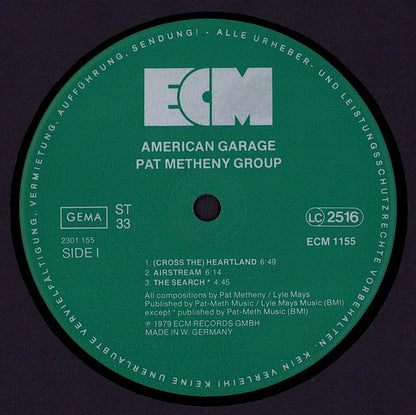 ECM
AMERICAN GARAGE
PAT METHENY GROUP
GEMA
ST
33
LC 2516
2301 155
SIDE I
ECM 1155
1. (CROSS THE) HEARTLAND 6:49
2. AIRSTREAM 6:14
3. THE SEARCH * 4:45
All compositions by Pat Metheny / Lyle Mays
Published by Pat-Meth Music / Lyle Mays Music (BMI)
except * published by Pat-Meth Music (BMI)
℗ 1979 ECM RECORDS GMBH
MADE IN W. GERMANY
ALLE URHEBER- UND LEISTUNGSSCHUTZRECHTE VORBEHALTEN. KEIN VERLEIH! KEINE UNERLAUBTE VERVIELFÄLTIGUNG, VERMIETUNG, AUFFÜHRUNG, SENDUNG! ·